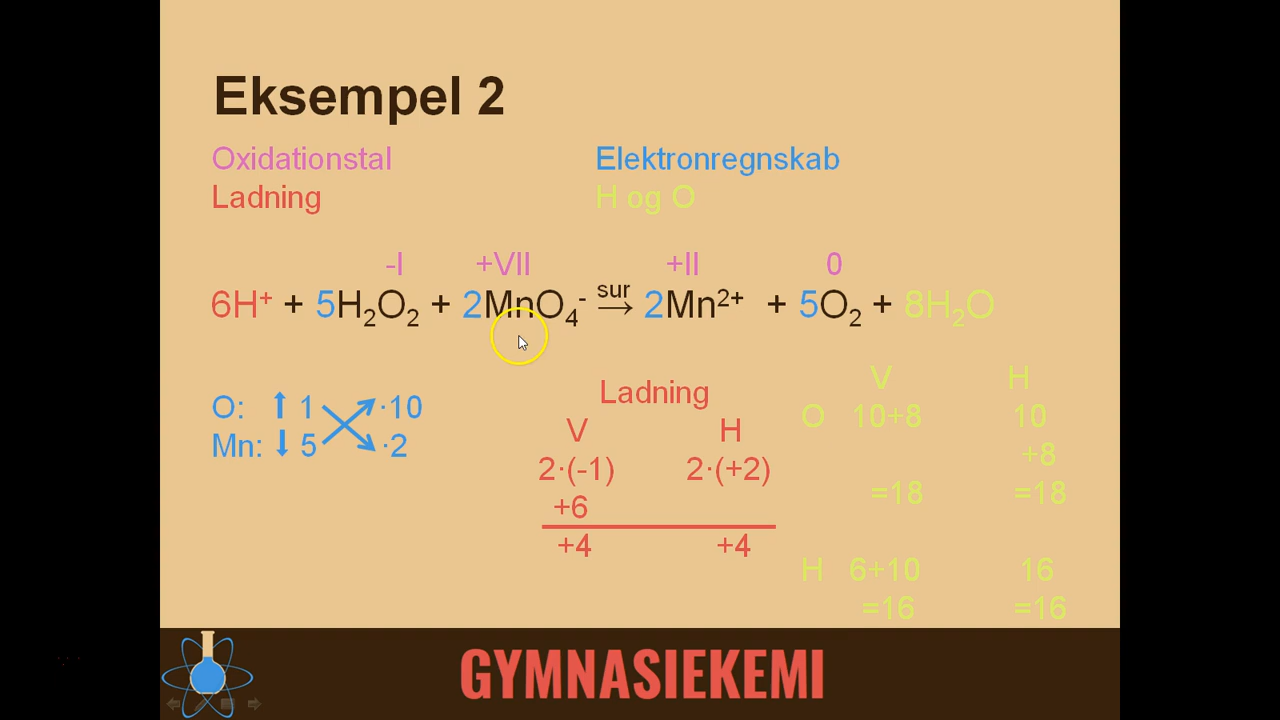 Eksempel 2
Oxidationstal Elektronregnskab
Ladning H og O
-I +VII +II 0
6H⁺ + 5H₂O₂ + 2MnO₄⁻ sur → 2Mn²⁺ + 5O₂ + 8H₂O
V H
Ladning
O: ⬆ 1 ·10
O 10+8 10
V H
Mn: ⬇ 5 ·2
+8
2·(-1) 2·(+2)
=18 =18
+6
+4 +4
H 6+10 16
=16 =16
GYMNASIEKEMI